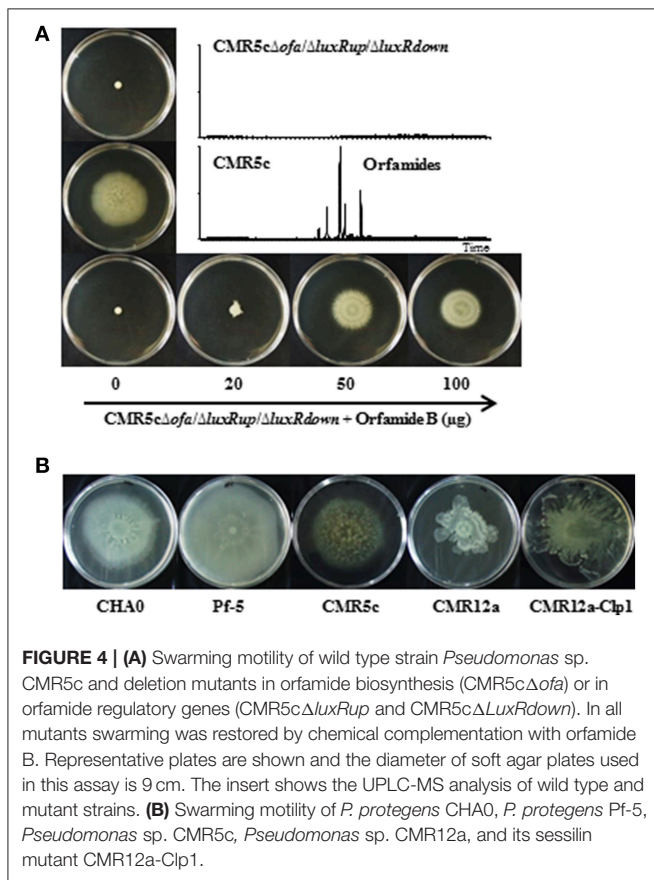 A
CMR5cΔofa/ΔluxRup/ΔluxRdown
CMR5c Orfamides
Time
0 20 50 100
CMR5cΔofa/ΔluxRup/ΔluxRdown + Orfamide B (µg)
B
CHA0 Pf-5 CMR5c CMR12a CMR12a-Clp1
FIGURE 4 | (A) Swarming motility of wild type strain Pseudomonas sp.
CMR5c and deletion mutants in orfamide biosynthesis (CMR5cΔofa) or in
orfamide regulatory genes (CMR5cΔluxRup and CMR5cΔLuxRdown). In all
mutants swarming was restored by chemical complementation with orfamide
B. Representative plates are shown and the diameter of soft agar plates used
in this assay is 9 cm. The insert shows the UPLC-MS analysis of wild type and
mutant strains. (B) Swarming motility of P. protegens CHA0, P. protegens Pf-5,
Pseudomonas sp. CMR5c, Pseudomonas sp. CMR12a, and its sessilin
mutant CMR12a-Clp1.